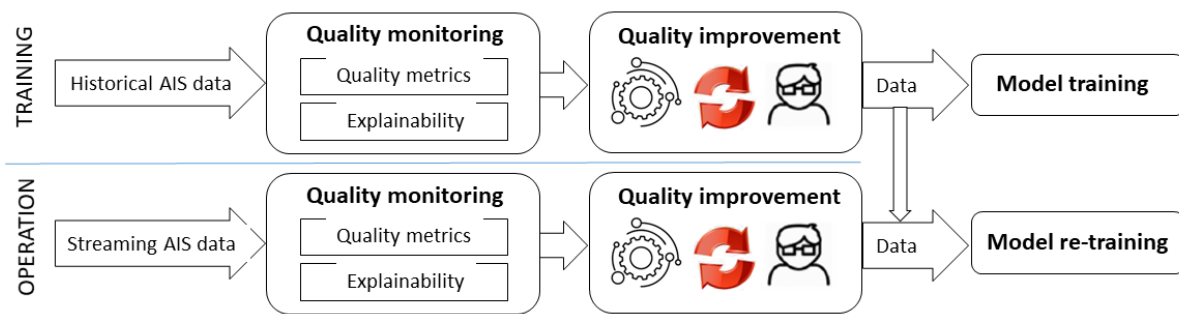 TRAINING
Historical AIS data
Quality monitoring
Quality metrics
Explainability
Quality improvement
Data
Model training
OPERATION
Streaming AIS data
Quality monitoring
Quality metrics
Explainability
Quality improvement
Data
Model re-training